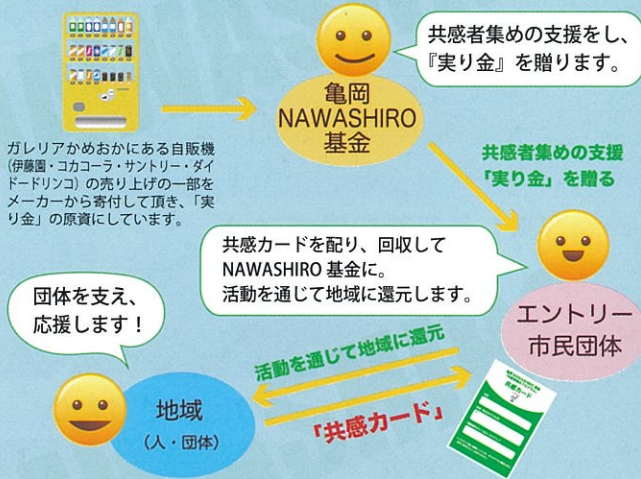 共感者集めの支援をし、
『実り金』を贈ります。
亀岡
NAWASHIRO
基金
ガレリアかめおかにある自販機
(伊藤園・コカコーラ・サントリー・ダイ
ドードリンコ)の売り上げの一部を
メーカーから寄付して頂き、「実
り金」の原資にしています。
共感者集めの支援
「実り金」を贈る
共感カードを配り、回収して
NAWASHIRO 基金に。
活動を通じて地域に還元します。
団体を支え、
応援します！
エントリー
市民団体
活動を通じて地域に還元
「共感カード」
地域
(人・団体)
共感カード